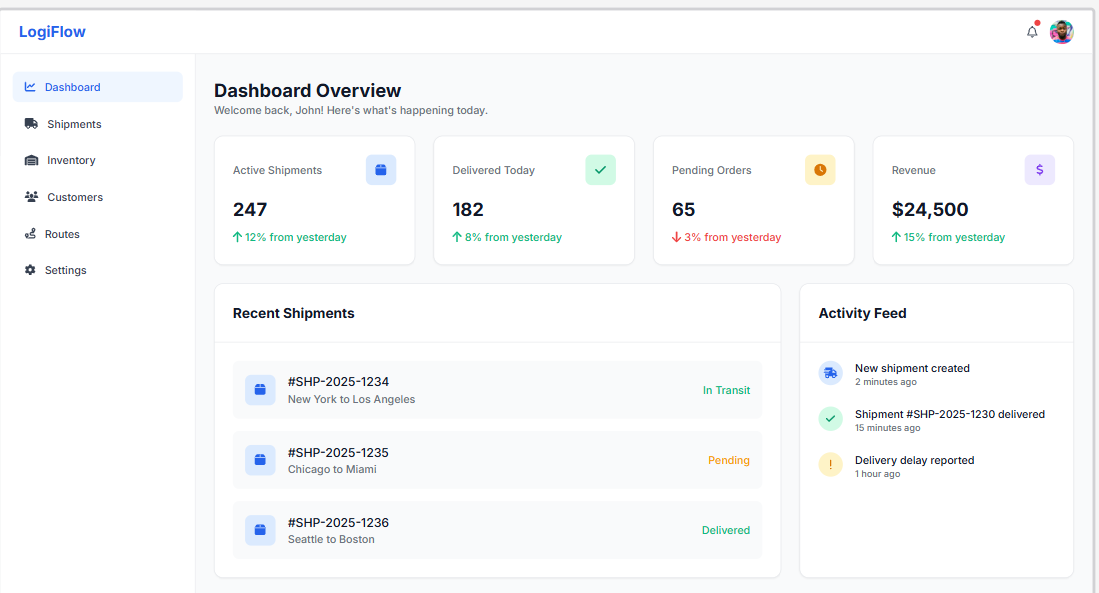 LogiFlow
Dashboard
Shipments
Inventory
Customers
Routes
Settings
Dashboard Overview
Welcome back, John! Here's what's happening today.
Active Shipments
247
12% from yesterday
Delivered Today
182
8% from yesterday
Pending Orders
65
3% from yesterday
Revenue
$
$24,500
15% from yesterday
Recent Shipments
#SHP-2025-1234
New York to Los Angeles
In Transit
#SHP-2025-1235
Chicago to Miami
Pending
#SHP-2025-1236
Seattle to Boston
Delivered
Activity Feed
New shipment created
2 minutes ago
Shipment #SHP-2025-1230 delivered
15 minutes ago
!
Delivery delay reported
1 hour ago